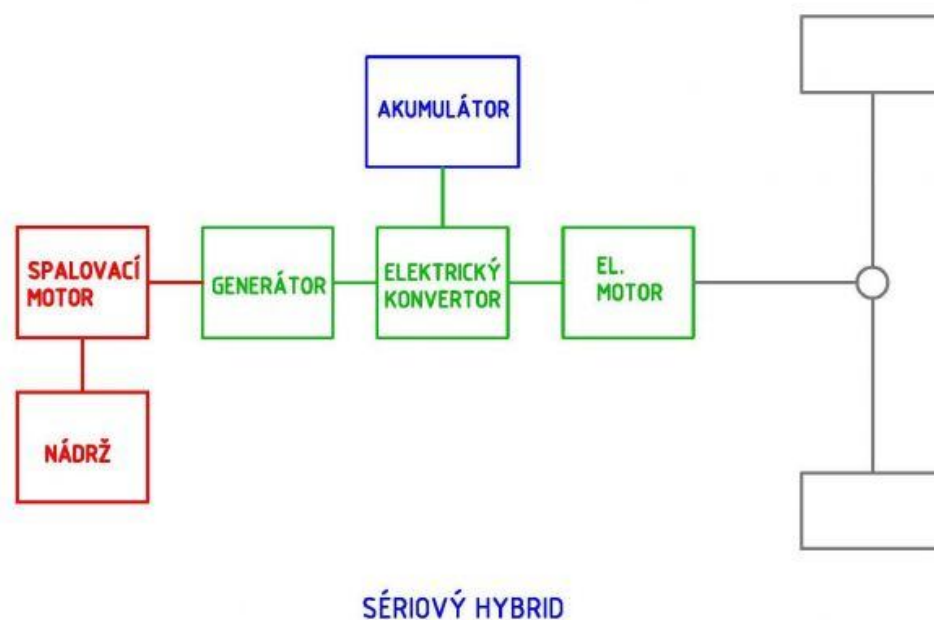 AKUMULÁTOR
SPALOVACÍ
MOTOR
GENERÁTOR
ELEKTRICKÝ
KONVERTOR
EL.
MOTOR
NÁDRŽ
SÉRIOVÝ HYBRID